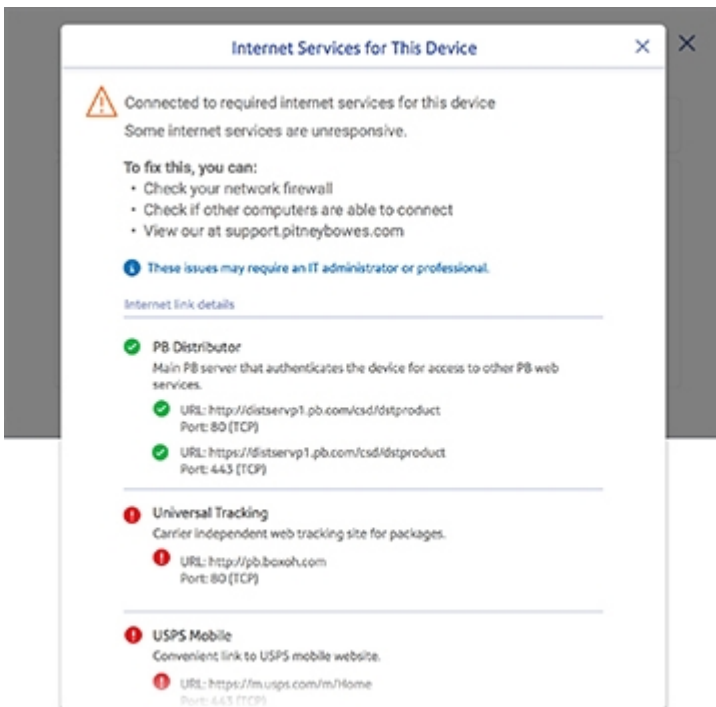 Internet Services for This Device
Connected to required internet services for this device
Some internet services are unresponsive.
To fix this, you can:
• Check your network firewall
• Check if other computers are able to connect
• View our at support.pitneybowes.com
These issues may require an IT administrator or professional.
Internet link details
PB Distributor
Main PB server that authenticates the device for access to other PB web
services.
URL: http://distservp1.pb.com/csd/dstproduct
Port: 80 (TCP)
URL: https://distservp1.pb.com/csd/dstproduct
Port: 443 (TCP)
Universal Tracking
Carrier independent web tracking site for packages.
URL: http://pb.boxoh.com
Port: 80 (TCP)
USPS Mobile
Convenient link to USPS mobile website.
URL: https://m.usps.com/m/Home
Port: 443 (TCP)